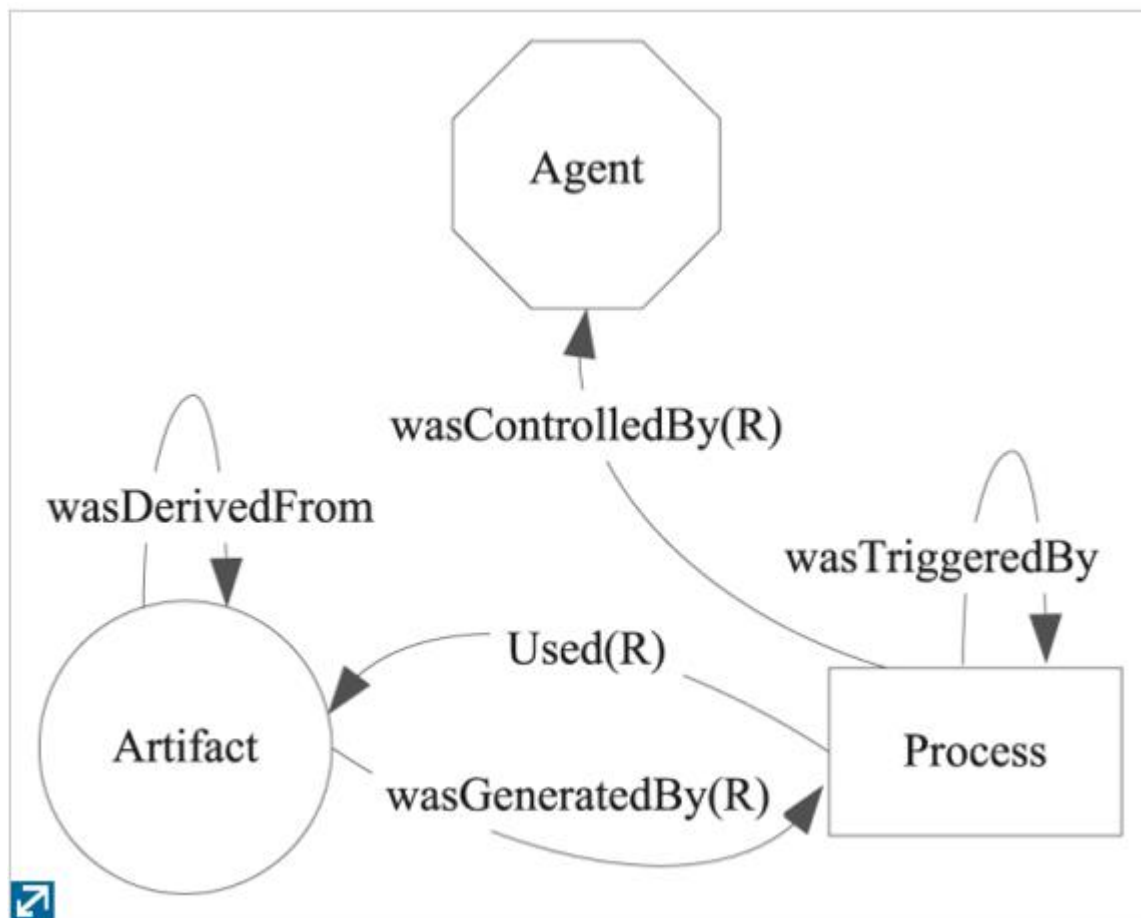 Agent
wasControlledBy(R)
wasDerivedFrom
wasTriggeredBy
Used(R)
Artifact
Process
wasGeneratedBy(R)